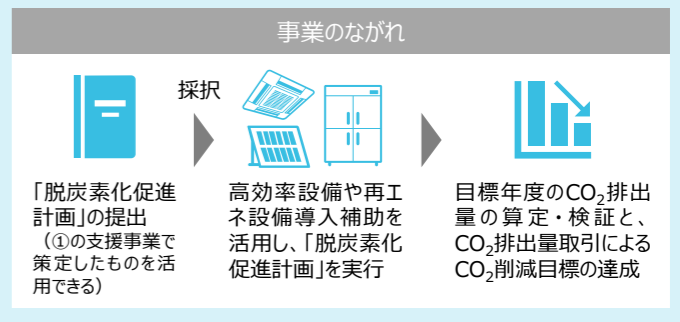 事業のながれ
採択
「脱炭素化促進
計画」の提出
（①の支援事業で
策定したものを活
用できる）
高効率設備や再エ
ネ設備導入補助を
活用し、「脱炭素化
促進計画」を実行
目標年度のCO₂排出
量の算定・検証と、
CO₂排出量取引による
CO₂削減目標の達成